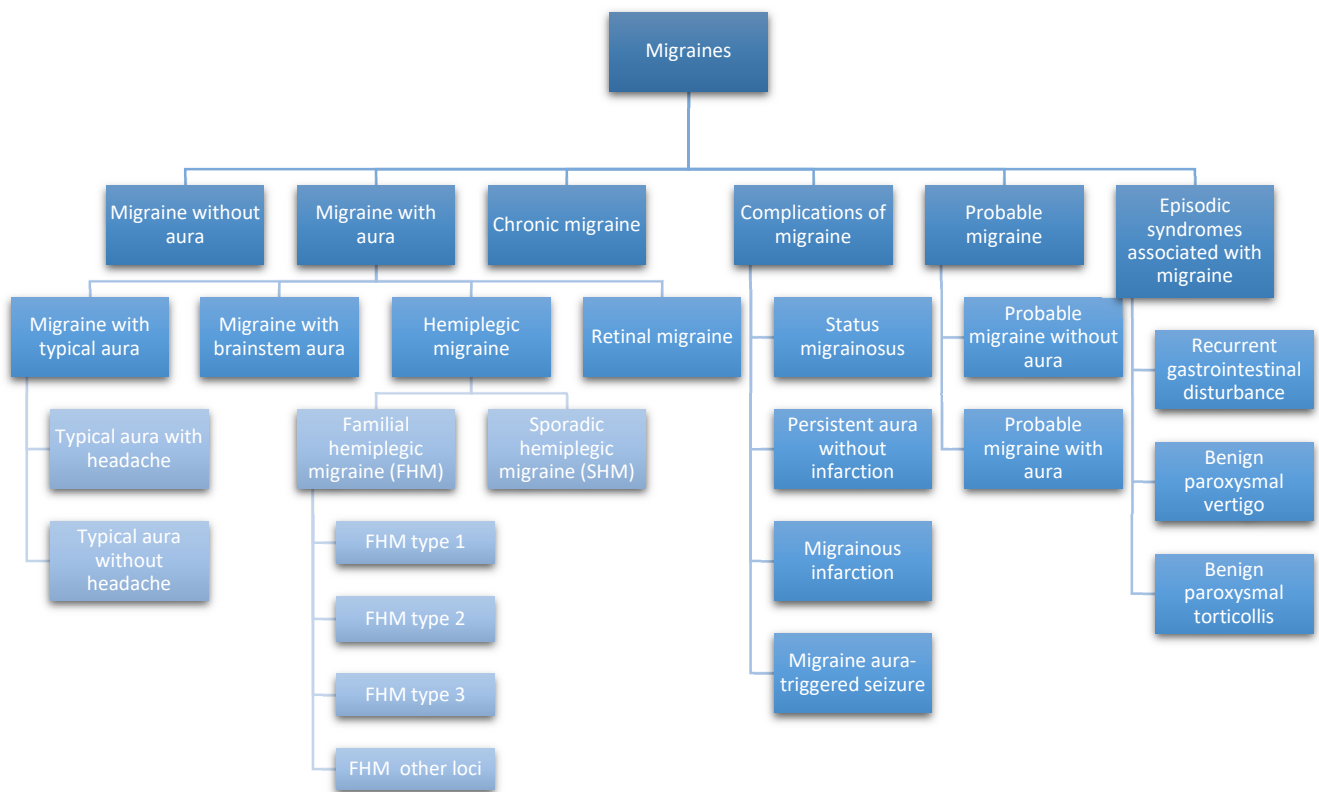 Migraines
Migraine without
aura
Migraine with
aura
Chronic migraine
Complications of
migraine
Probable
migraine
Episodic
syndromes
associated with
migraine
Migraine with
typical aura
Migraine with
brainstem aura
Hemiplegic
migraine
Retinal migraine
Typical aura with
headache
Typical aura
without
headache
Familial
hemiplegic
migraine (FHM)
Sporadic
hemiplegic
migraine (SHM)
FHM type 1
FHM type 2
FHM type 3
FHM other loci
Status
migrainosus
Persistent aura
without
infarction
Migrainous
infarction
Migraine aura-
triggered seizure
Probable
migraine without
aura
Probable
migraine with
aura
Recurrent
gastrointestinal
disturbance
Benign
paroxysmal
vertigo
Benign
paroxysmal
torticollis